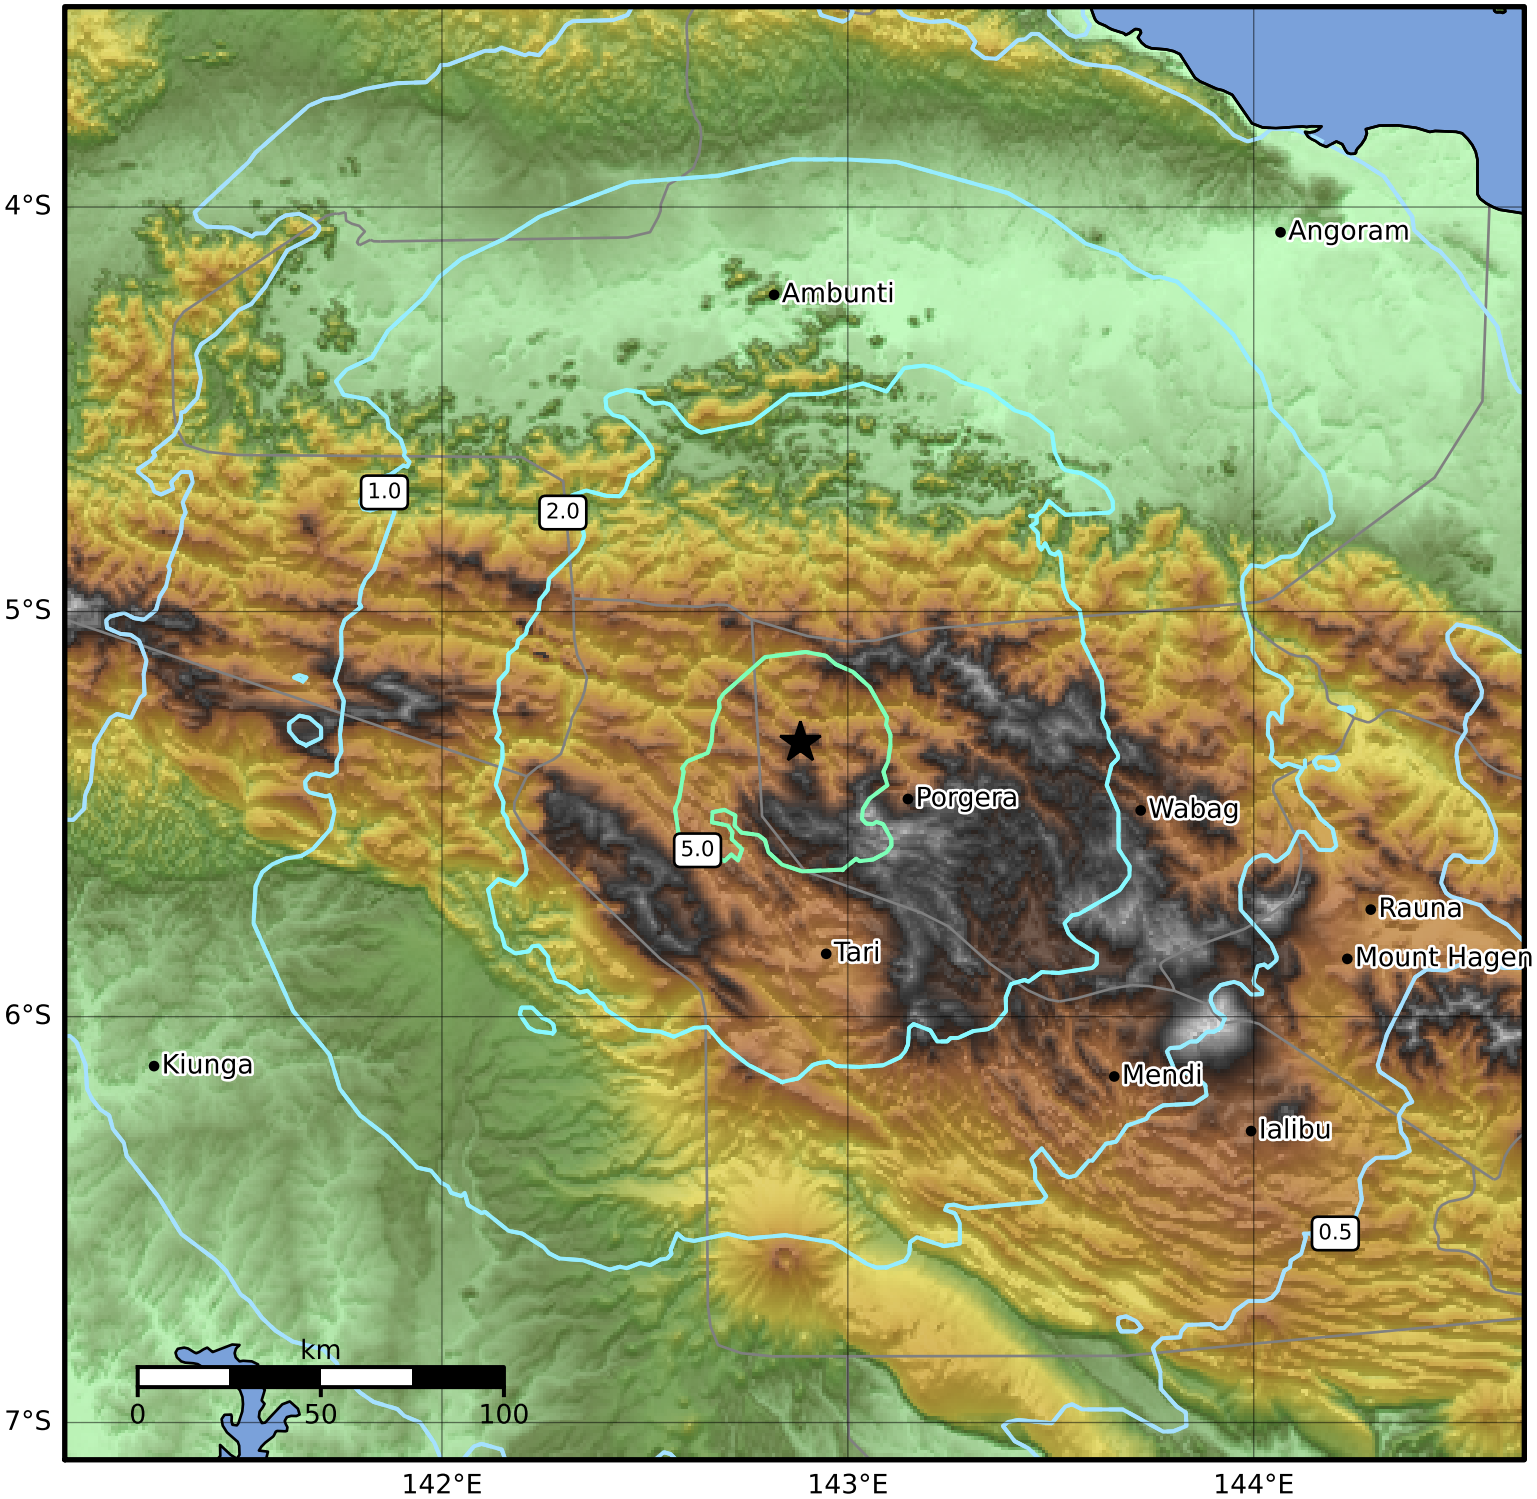 4°S
Angoram
Ambunti
1.0
2.0
5°S
Porgera
Wabag
5.0
Rauna
Tari
Mount Hagen
6°S
Kiunga
Mendi
Ialibu
0.5
km
0 50 100
7°S
142°E 143°E 144°E